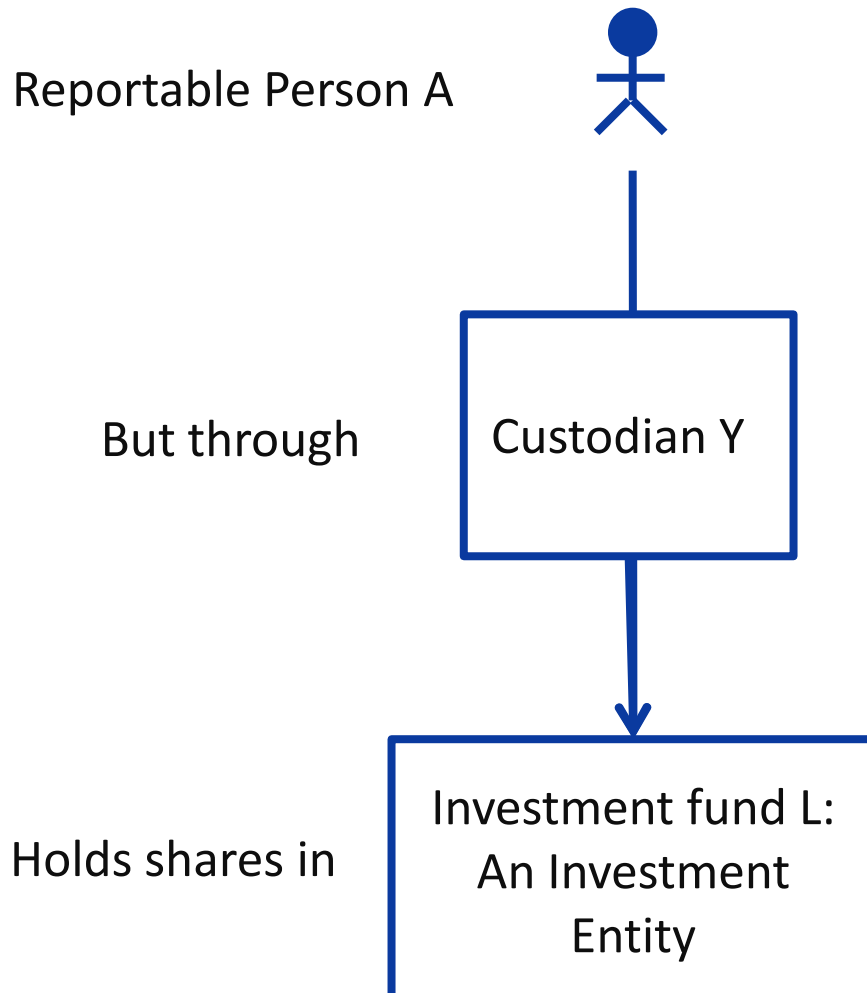 Reportable Person A
But through
Custodian Y
Holds shares in
Investment fund L:
An Investment
Entity